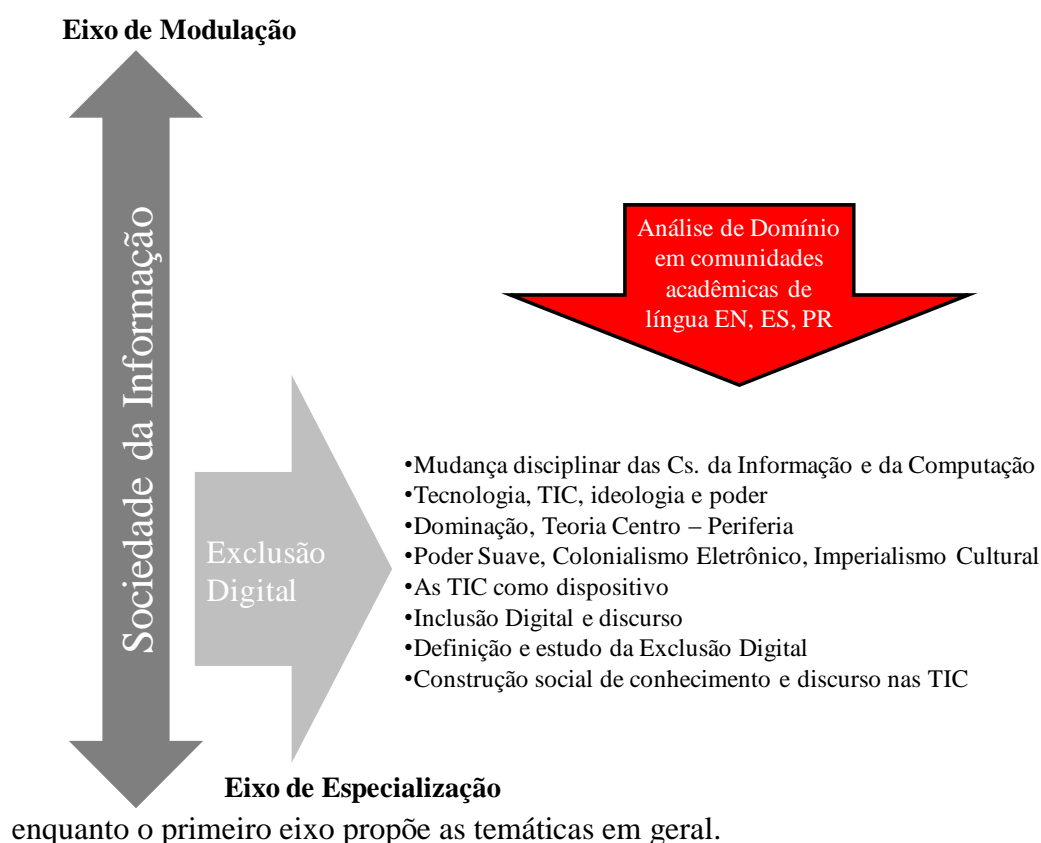 Eixo de Modulação
Sociedade da Informação
Análise de Domínio
em comunidades
acadêmicas de
língua EN, ES, PR
Exclusão
Digital
•Mudança disciplinar das Cs. da Informação e da Computação
•Tecnologia, TIC, ideologia e poder
•Dominação, Teoria Centro – Periferia
•Poder Suave, Colonialismo Eletrônico, Imperialismo Cultural
•As TIC como dispositivo
•Inclusão Digital e discurso
•Definição e estudo da Exclusão Digital
•Construção social de conhecimento e discurso nas TIC
Eixo de Especialização
enquanto o primeiro eixo propõe as temáticas em geral.